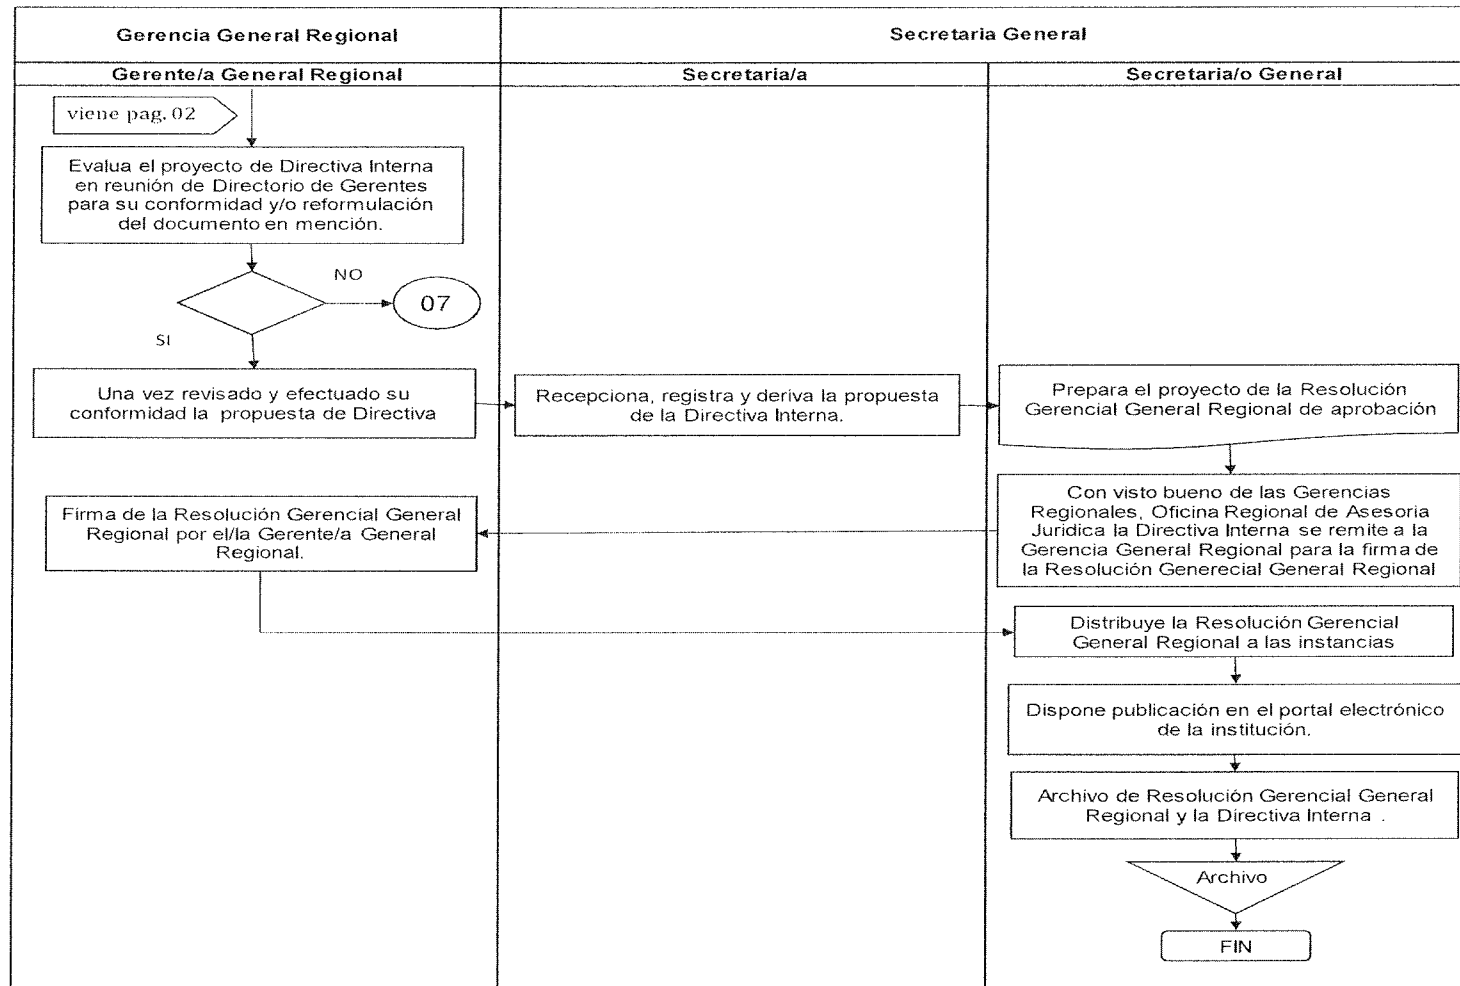 Gerencia General Regional
Secretaria General
Gerente/a General Regional
Secretaria/a
Secretaria/o General
viene pag. 02
Evalua el proyecto de Directiva Interna
en reunión de Directorio de Gerentes
para su conformidad y/o reformulación
del documento en mención.
NO
07
SI
Una vez revisado y efectuado su
conformidad la propuesta de Directiva
Recepciona, registra y deriva la propuesta
de la Directiva Interna.
Prepara el proyecto de la Resolución
Gerencial General Regional de aprobación
Con visto bueno de las Gerencias
Regionales, Oficina Regional de Asesoria
Juridica la Directiva Interna se remite a la
Gerencia General Regional para la firma de
la Resolución Generecial General Regional
Firma de la Resolución Gerencial General
Regional por el/la Gerente/a General
Regional.
Distribuye la Resolución Gerencial
General Regional a las instancias
Dispone publicación en el portal electrónico
de la institución.
Archivo de Resolución Gerencial General
Regional y la Directiva Interna .
Archivo
FIN